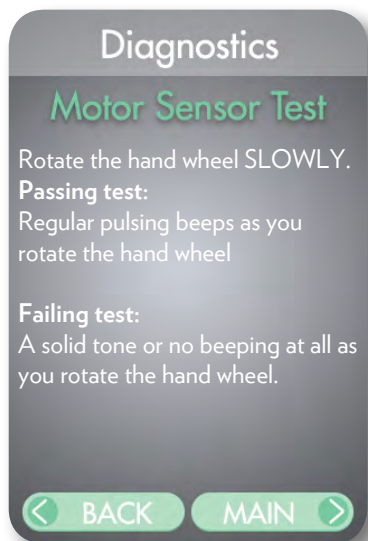 Diagnostics
Motor Sensor Test
Rotate the hand wheel SLOWLY.
Passing test:
Regular pulsing beeps as you
rotate the hand wheel
Failing test:
A solid tone or no beeping at all as
you rotate the hand wheel.
BACK
MAIN